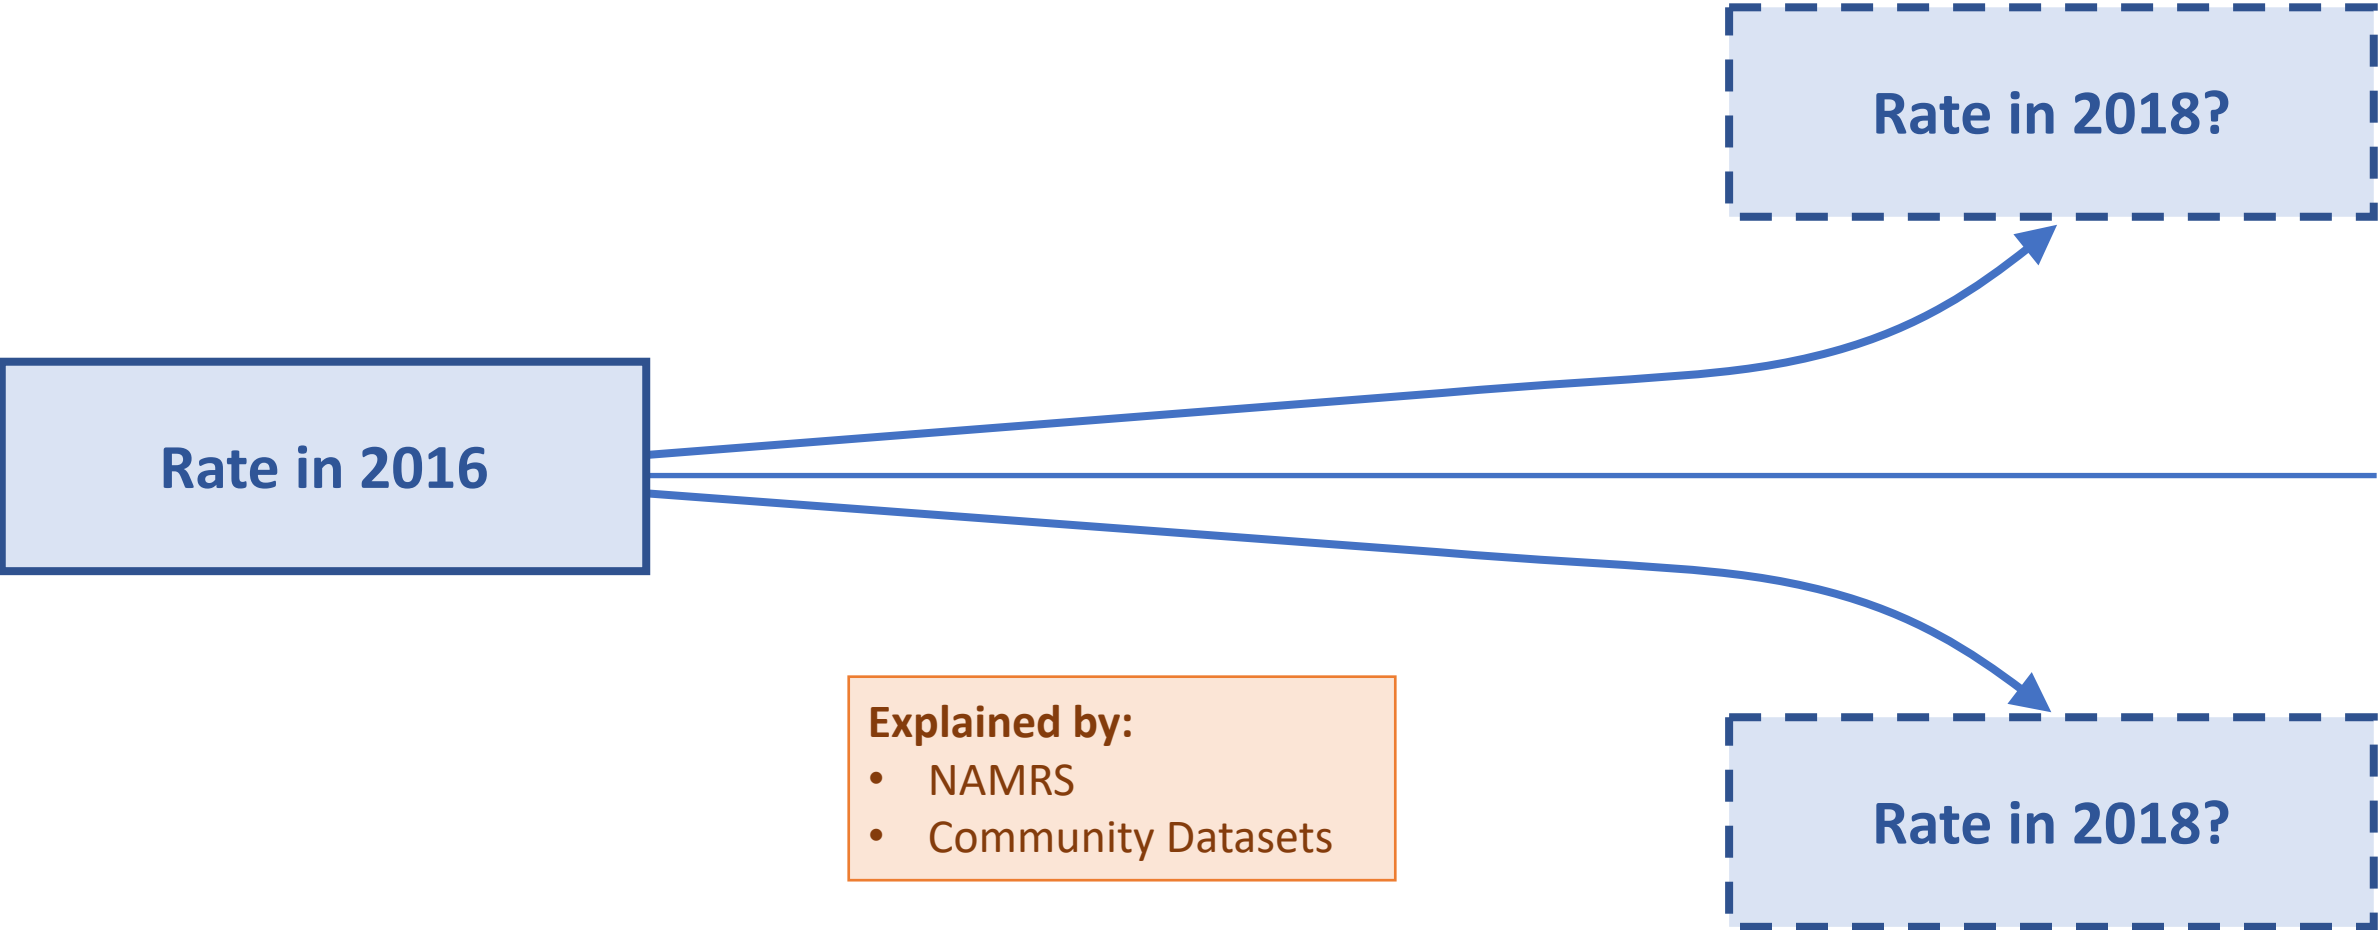 Rate in 2018?
Rate in 2016
Explained by:
• NAMRS
• Community Datasets
Rate in 2018?